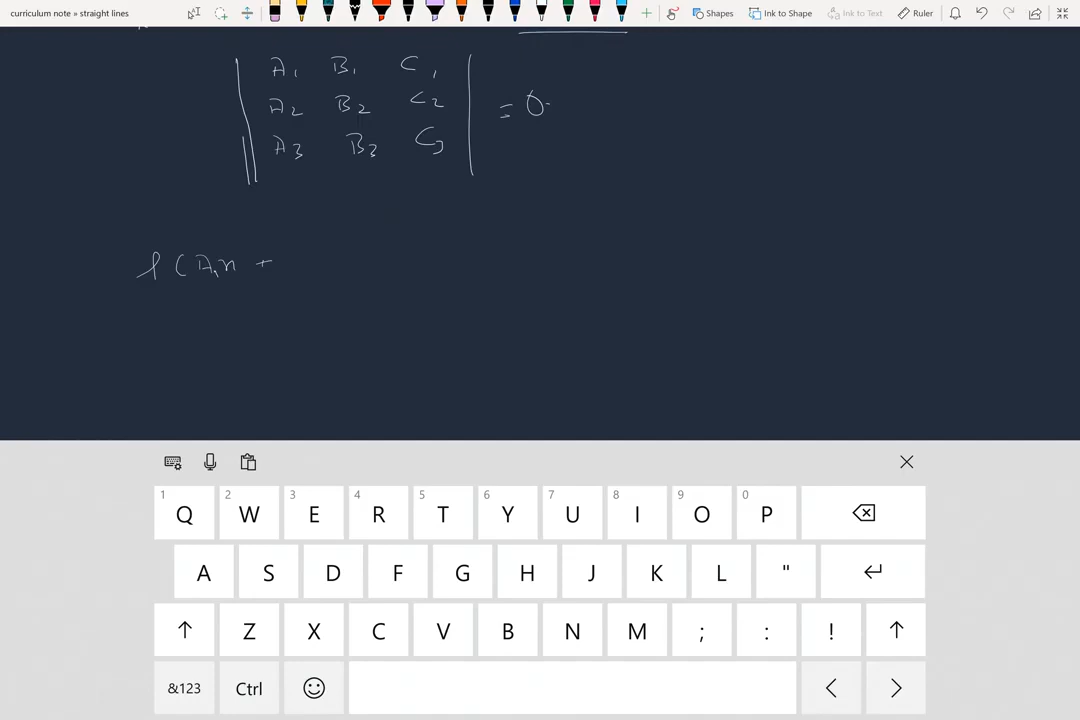 curriculum note » straight lines
Shapes Ink to Shape Ink to Text Ruler
A₁ B₁ C₁
A₂ B₂ C₂ = 0
A₃ B₃ C₃
l (A₁x +
1 2 3 4 5 6 7 8 9 0
Q W E R T Y U I O P
A S D F G H J K L "
Z X C V B N M ; : !
&123 Ctrl